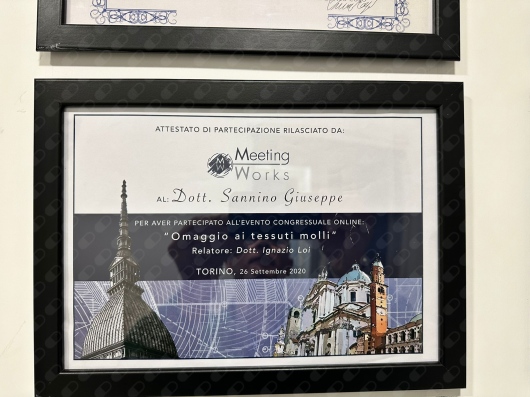 ATTESTATO DI PARTECIPAZIONE RILASCIATO DA:
MW
Meeting
Works
AL: Dott. Sannino Giuseppe
PER AVER PARTECIPATO ALL'EVENTO CONGRESSUALE ONLINE:
"Omaggio ai tessuti molli"
Relatore: Dott. Ignazio Loi
TORINO, 26 Settembre 2020